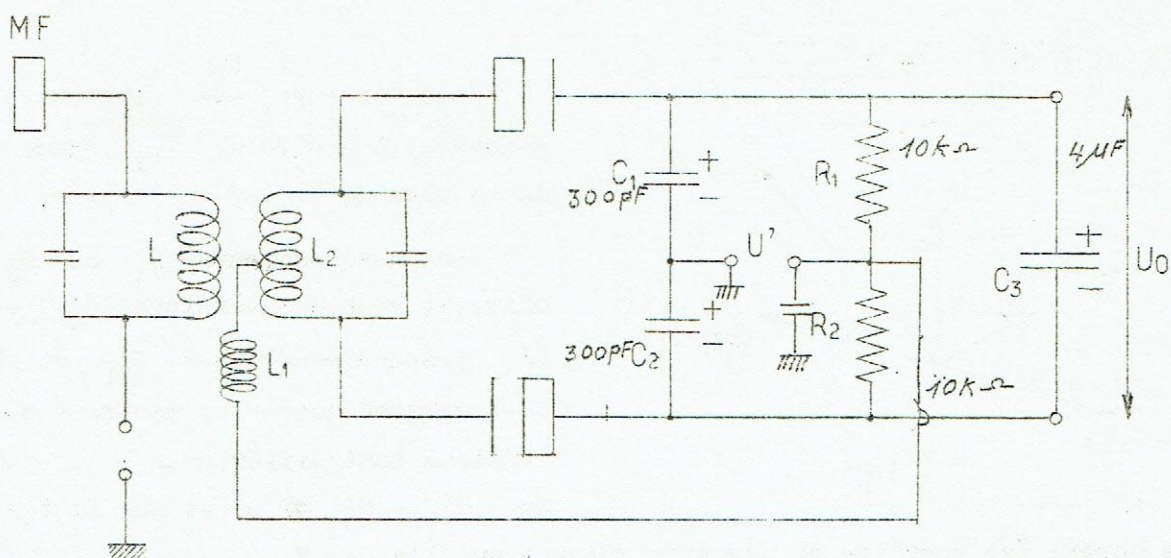 MF
L
L₂
L₁
C₁
300pF
+
−
300pF
C₂
+
−
U'
R₁
10kΩ
R₂
10kΩ
4µF
C₃
+
−
U₀